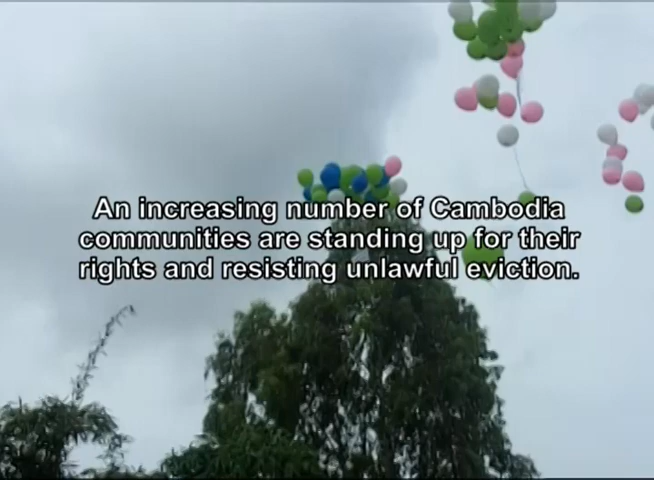 An increasing number of Cambodia
communities are standing up for their
rights and resisting unlawful eviction.